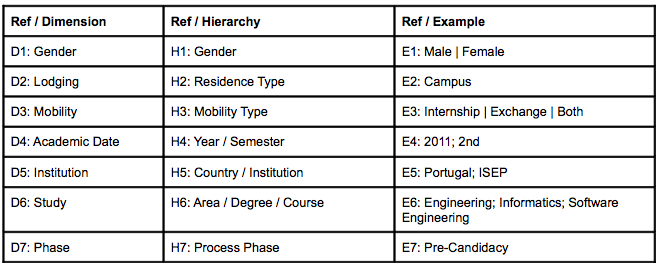 Ref / Dimension Ref / Hierarchy Ref / Example
D1: Gender H1: Gender E1: Male | Female
D2: Lodging H2: Residence Type E2: Campus
D3: Mobility H3: Mobility Type E3: Internship | Exchange | Both
D4: Academic Date H4: Year / Semester E4: 2011; 2nd
D5: Institution H5: Country / Institution E5: Portugal; ISEP
D6: Study H6: Area / Degree / Course E6: Engineering; Informatics; Software
Engineering
D7: Phase H7: Process Phase E7: Pre-Candidacy